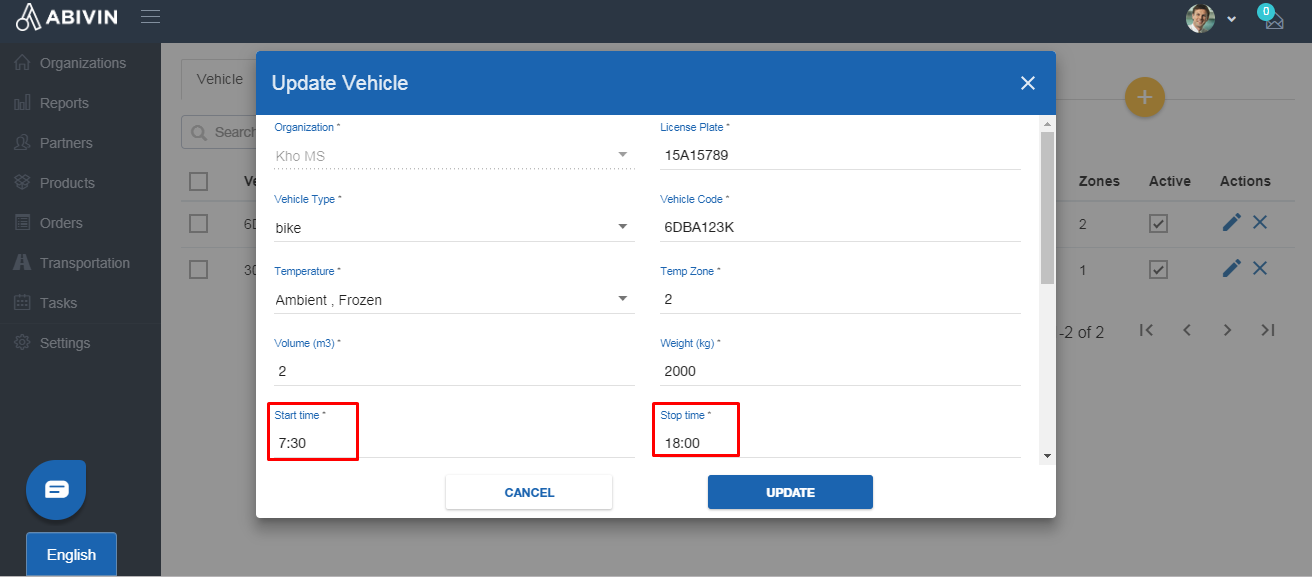 ABIVIN
0
Organizations
Reports
Partners
Products
Orders
Transportation
Tasks
Settings
English
Vehicle
Search
Zones Active Actions
2
1
-2 of 2
Update Vehicle
Organization *
Kho MS
License Plate *
15A15789
Vehicle Type *
bike
Vehicle Code *
6DBA123K
Temperature *
Ambient , Frozen
Temp Zone *
2
Volume (m3) *
2
Weight (kg) *
2000
Start time *
7:30
Stop time *
18:00
CANCEL
UPDATE